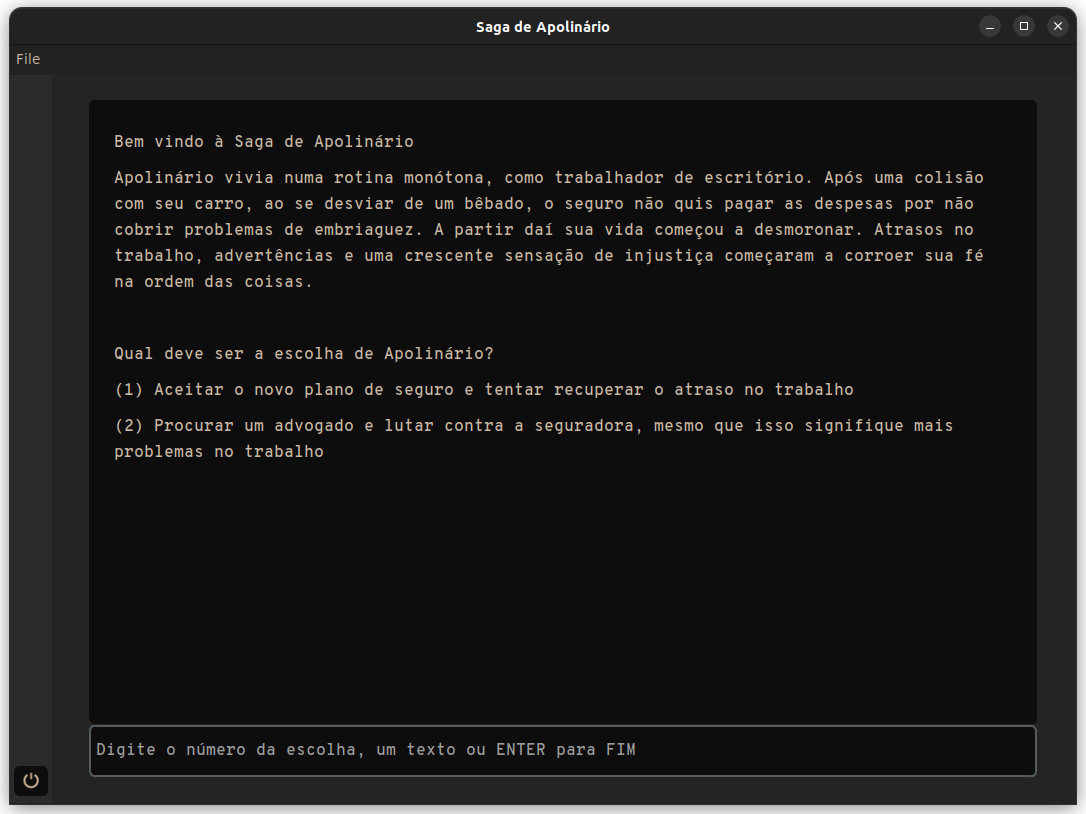 Saga de Apolinário
File
Bem vindo à Saga de Apolinário
Apolinário vivia numa rotina monótona, como trabalhador de escritório. Após uma colisão
com seu carro, ao se desviar de um bêbado, o seguro não quis pagar as despesas por não
cobrir problemas de embriaguez. A partir daí sua vida começou a desmoronar. Atrasos no
trabalho, advertências e uma crescente sensação de injustiça começaram a corroer sua fé
na ordem das coisas.
Qual deve ser a escolha de Apolinário?
(1) Aceitar o novo plano de seguro e tentar recuperar o atraso no trabalho
(2) Procurar um advogado e lutar contra a seguradora, mesmo que isso signifique mais
problemas no trabalho
Digite o número da escolha, um texto ou ENTER para FIM